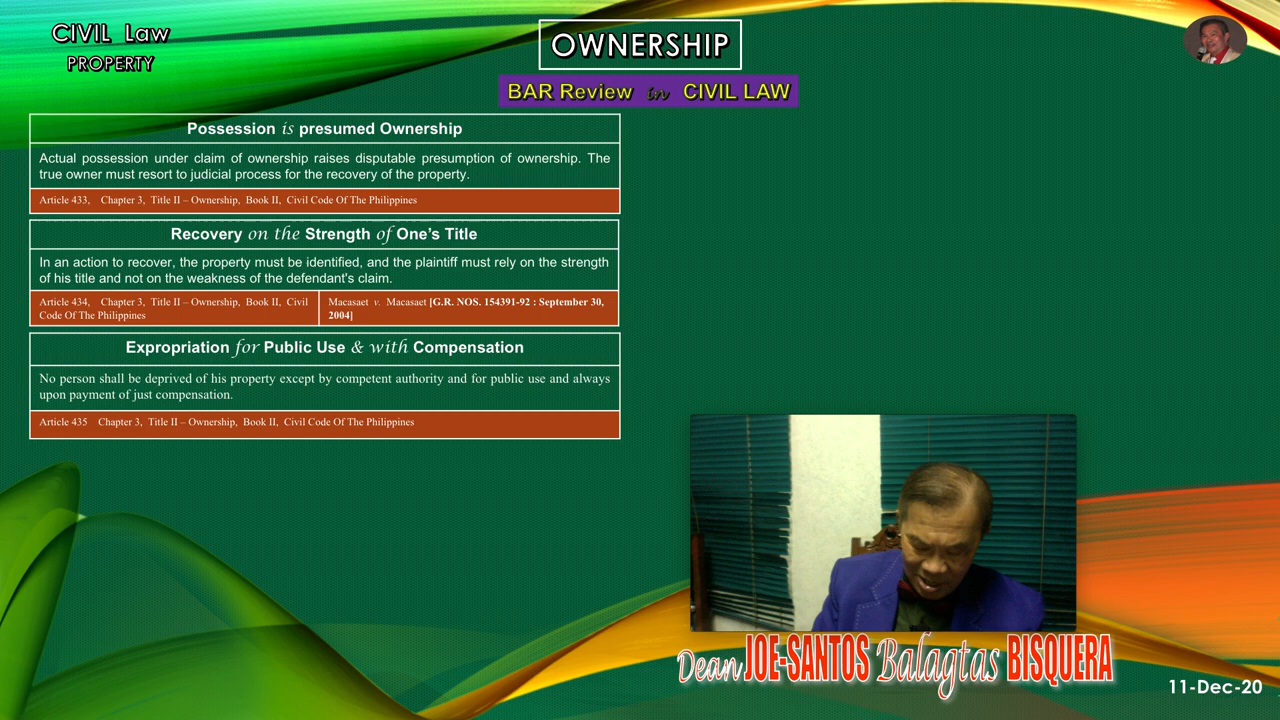 CIVIL Law
PROPERTY
OWNERSHIP
BAR Review in CIVIL LAW
Possession is presumed Ownership
Actual possession under claim of ownership raises disputable presumption of ownership. The
true owner must resort to judicial process for the recovery of the property.
Article 433, Chapter 3, Title II – Ownership, Book II, Civil Code Of The Philippines
Recovery on the Strength of One's Title
In an action to recover, the property must be identified, and the plaintiff must rely on the strength
of his title and not on the weakness of the defendant's claim.
Article 434, Chapter 3, Title II – Ownership, Book II, Civil
Code Of The Philippines
Macasaet v. Macasaet [G.R. NOS. 154391-92 : September 30,
2004]
Expropriation for Public Use & with Compensation
No person shall be deprived of his property except by competent authority and for public use and always
upon payment of just compensation.
Article 435 Chapter 3, Title II – Ownership, Book II, Civil Code Of The Philippines
Dean JOE-SANTOS Balagtas BISQUERA
11-Dec-20